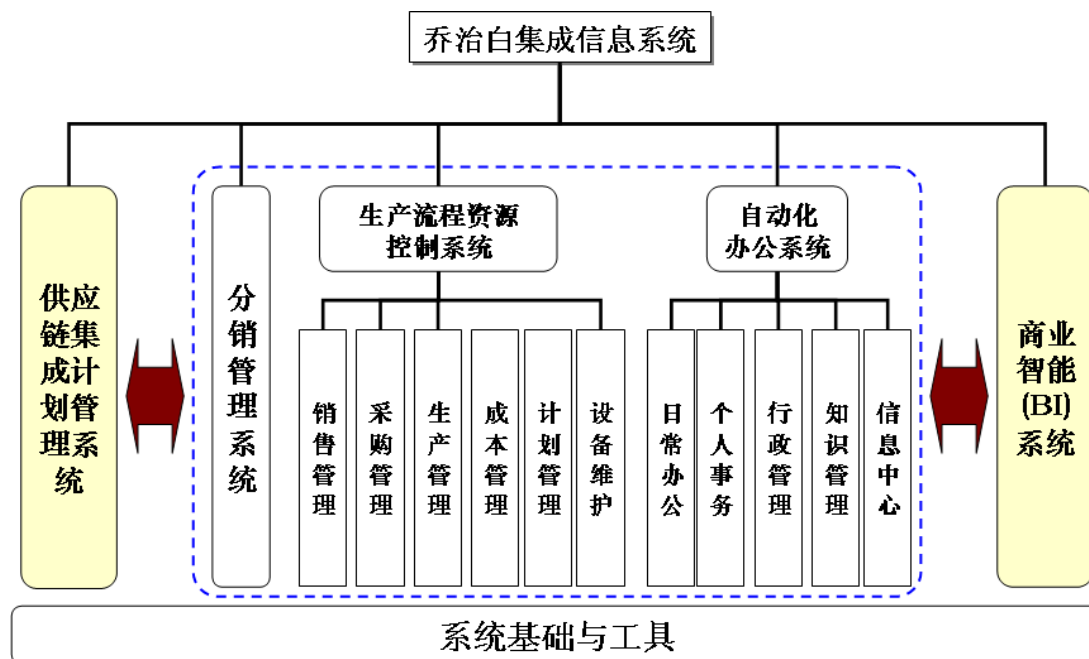 乔治白集成信息系统
生产流程资源
控制系统
自动化
办公系统
供应
链集
成计
划管
理系
统
分销管理系统
销售管理
采购管理
生产管理
成本管理
计划管理
设备维护
日常办公
个人事务
行政管理
知识管理
信息中心
商业
智能
(BI)
系统
系统基础与工具